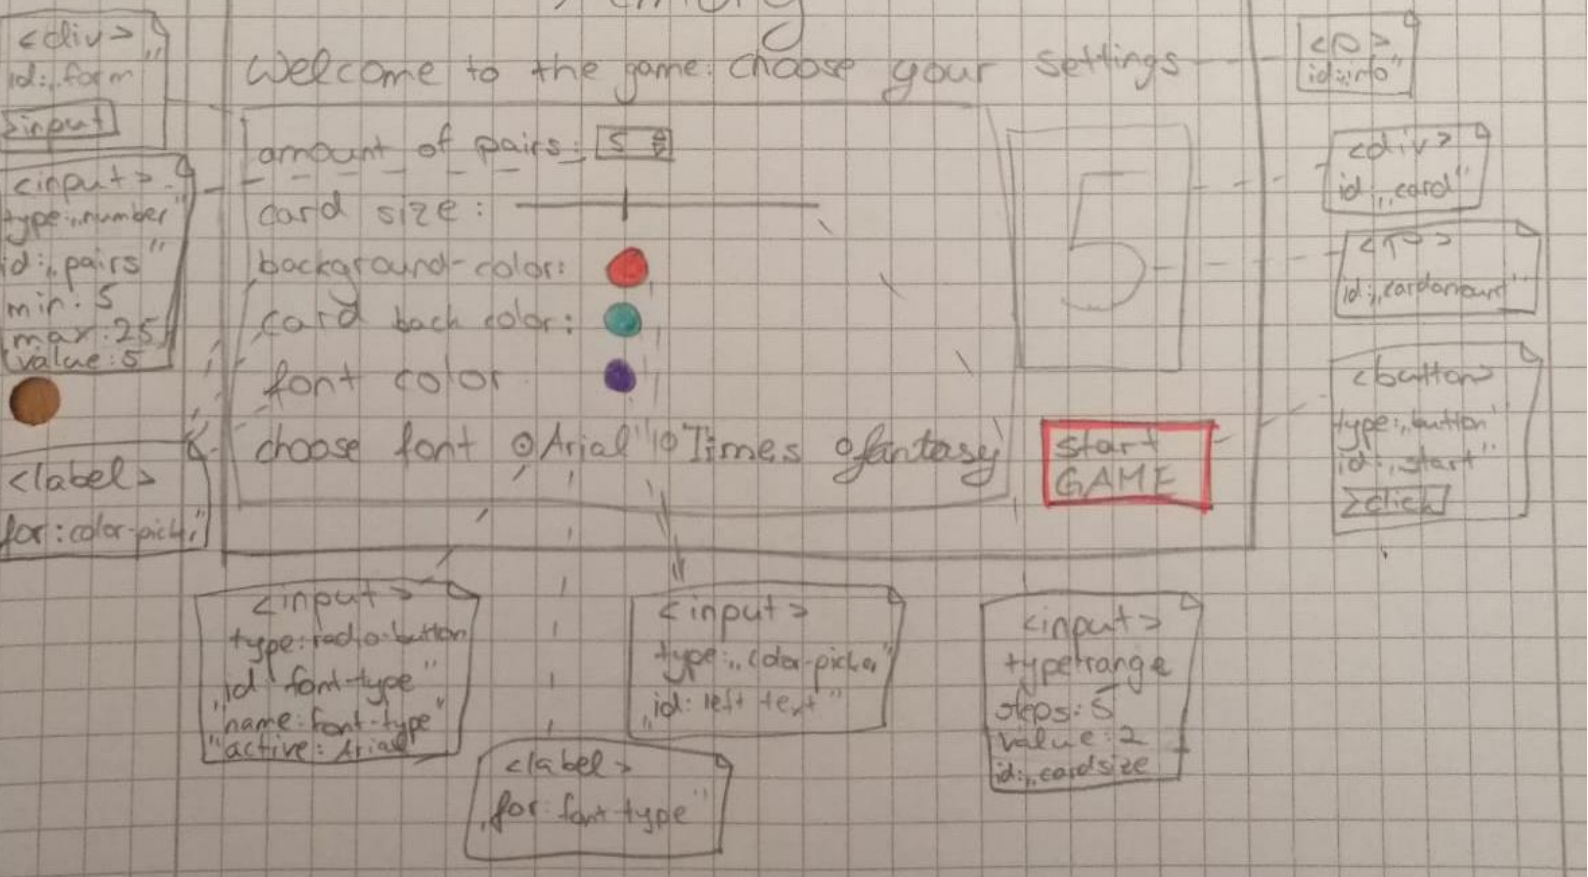 Welcome to the game: choose your settings
amount of pairs: 5
card size:
background-color:
card back color:
font color
choose font Arial Times fantasy
5
start
GAME
<div>
id:„form"
>input
<input>
type:„number"
id:„pairs"
min: 5
max: 25
value: 5
<label>
for: color-pick"
<p>
id:„info"
<div>
id:„card"
<p>
id:„cardamount"
<button>
type:„button"
id:„start"
>click
<input>
type: radio-button
„id font-type"
„name: font-type"
"active: Arial"
<label>
„for: font-type"
<input>
type:„color-picker"
„id: left text"
<input>
type:range
steps: 5
value: 2
id:„cardsize